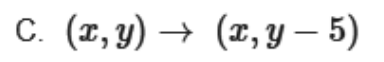 C. (x, y) → (x, y − 5)